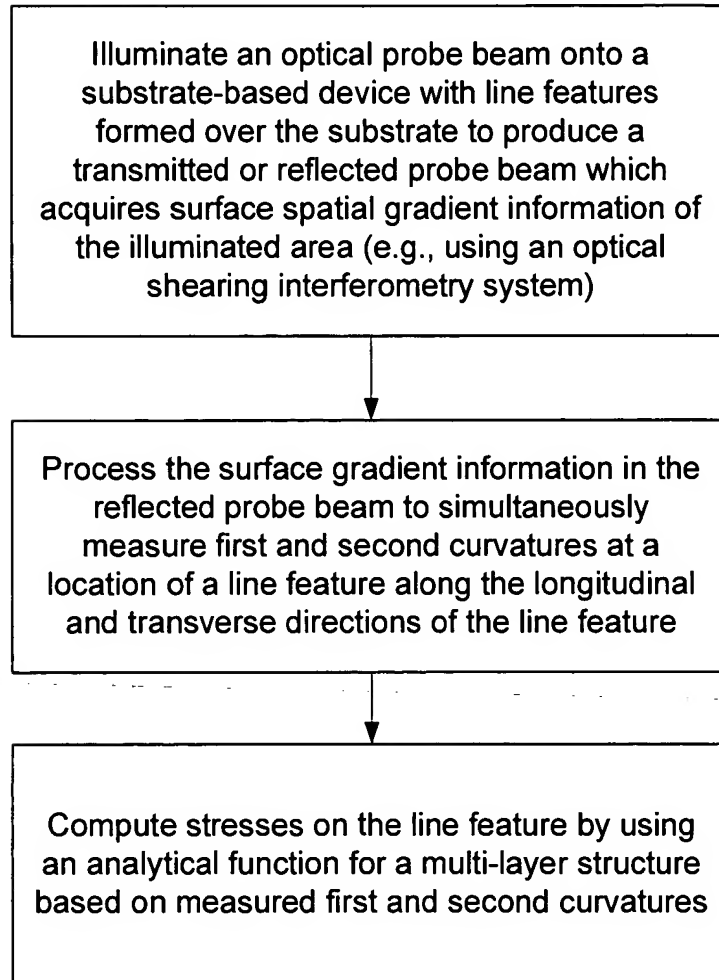 Illuminate an optical probe beam onto a
substrate-based device with line features
formed over the substrate to produce a
transmitted or reflected probe beam which
acquires surface spatial gradient information of
the illuminated area (e.g., using an optical
shearing interferometry system)
Process the surface gradient information in the
reflected probe beam to simultaneously
measure first and second curvatures at a
location of a line feature along the longitudinal
and transverse directions of the line feature
Compute stresses on the line feature by using
an analytical function for a multi-layer structure
based on measured first and second curvatures